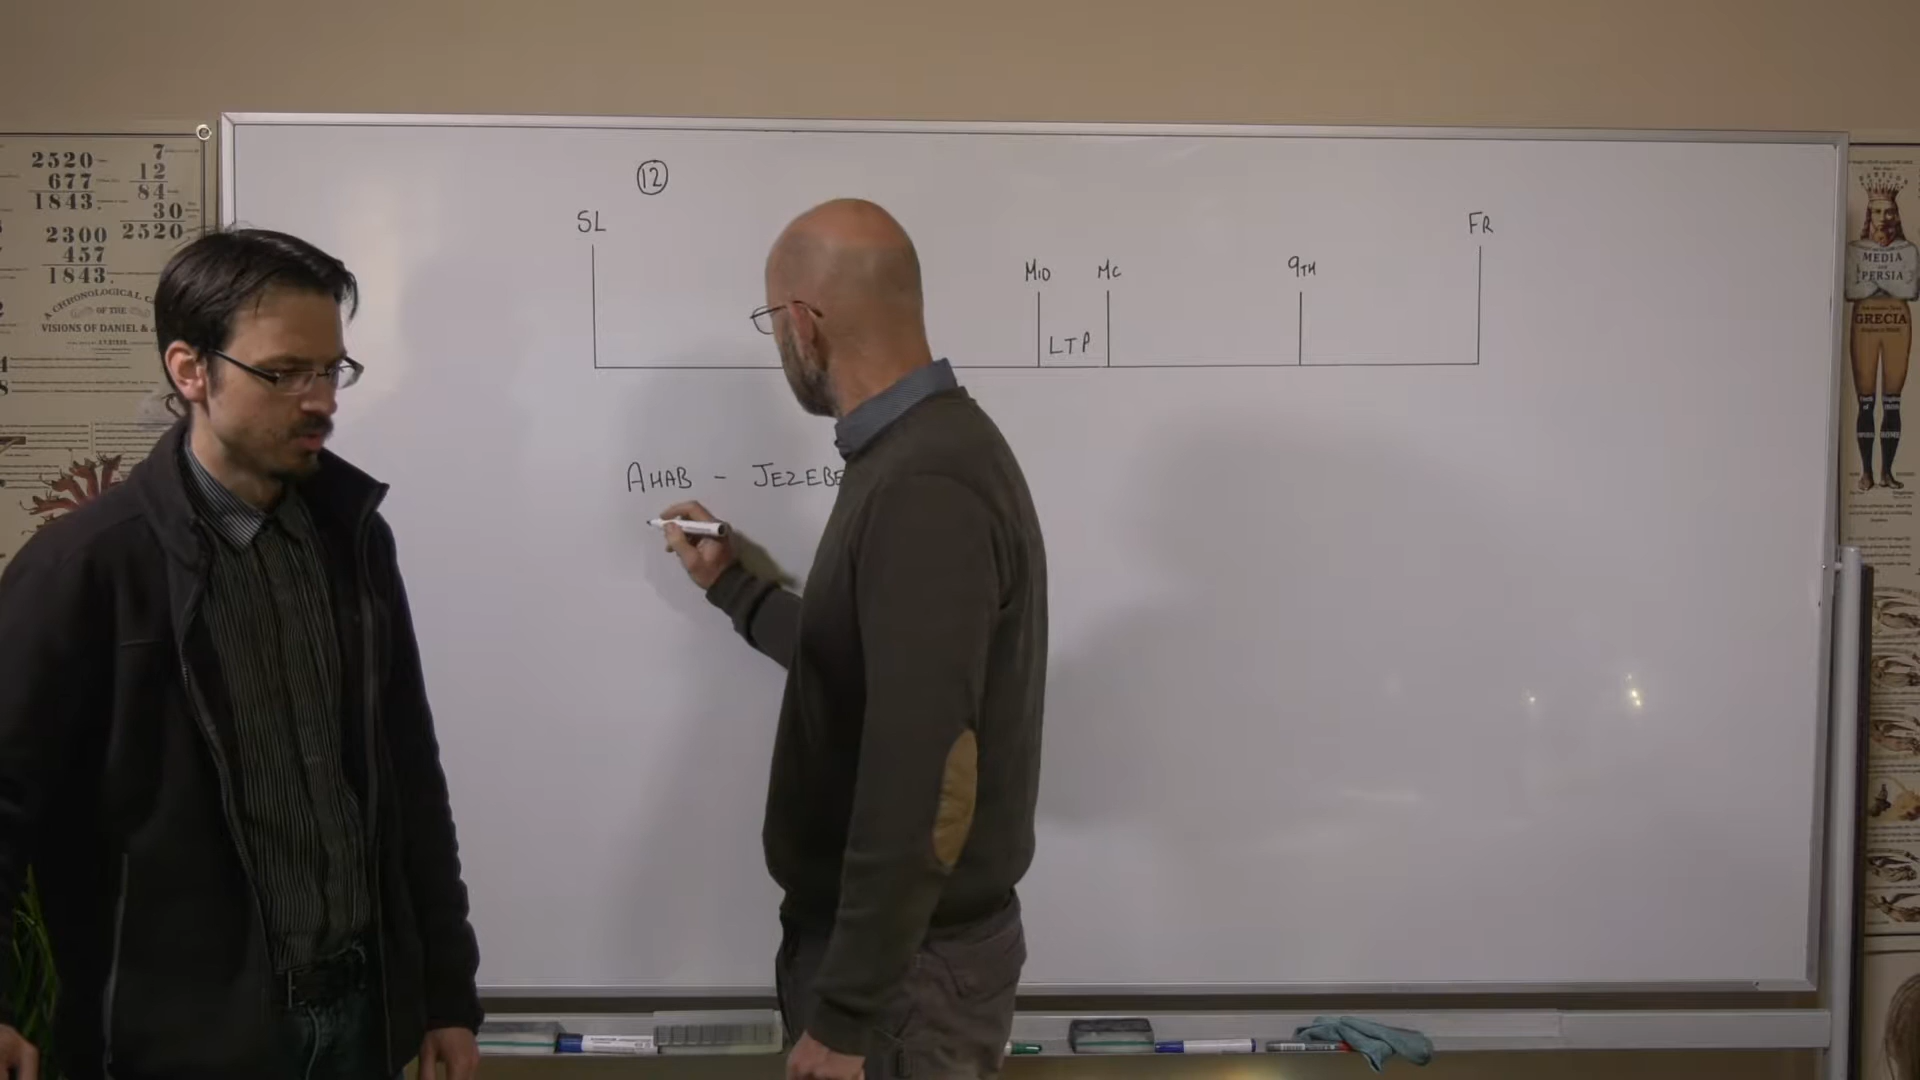 2520
677
1843.
2300
457
1843.
7
12
84
30
2520.
A CHRONOLOGICAL C
OF THE
VISIONS OF DANIEL & J
12
SL
MID
MC
9TH
FR
LTP
AHAB - JEZEBE
MEDIA
PERSIA
GRECIA